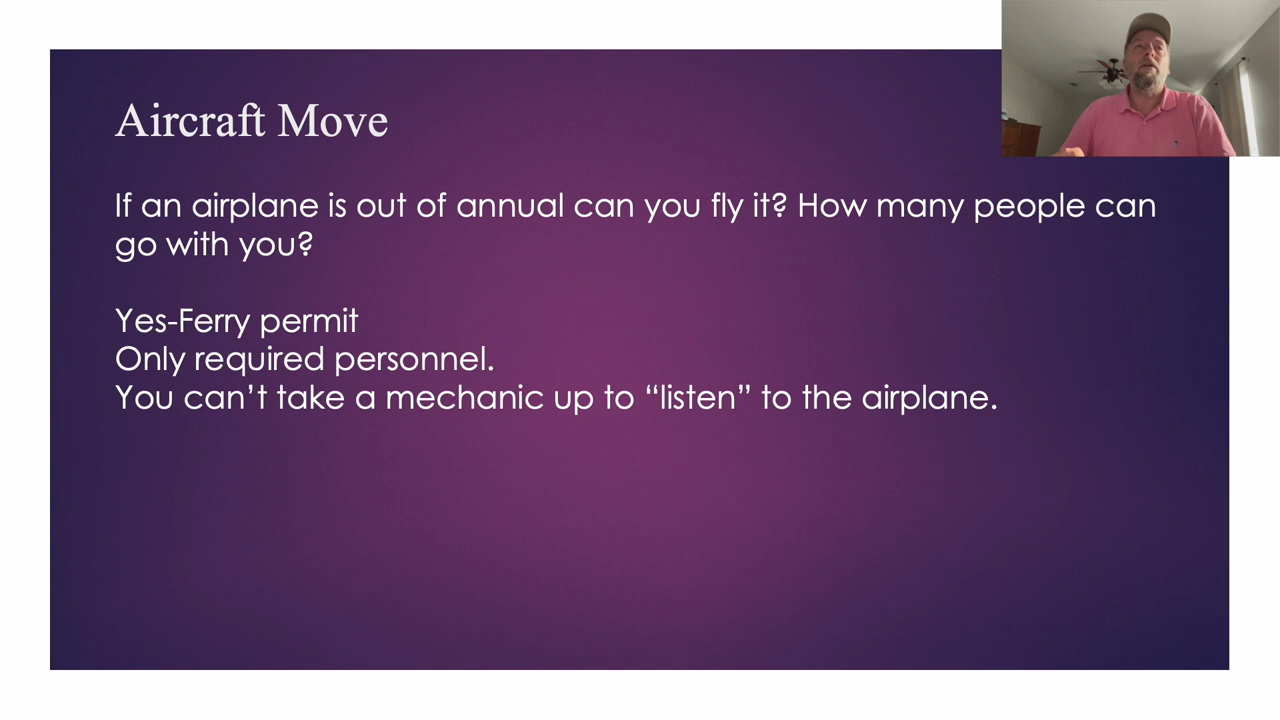 Aircraft Move
If an airplane is out of annual can you fly it? How many people can
go with you?
Yes-Ferry permit
Only required personnel.
You can’t take a mechanic up to “listen” to the airplane.